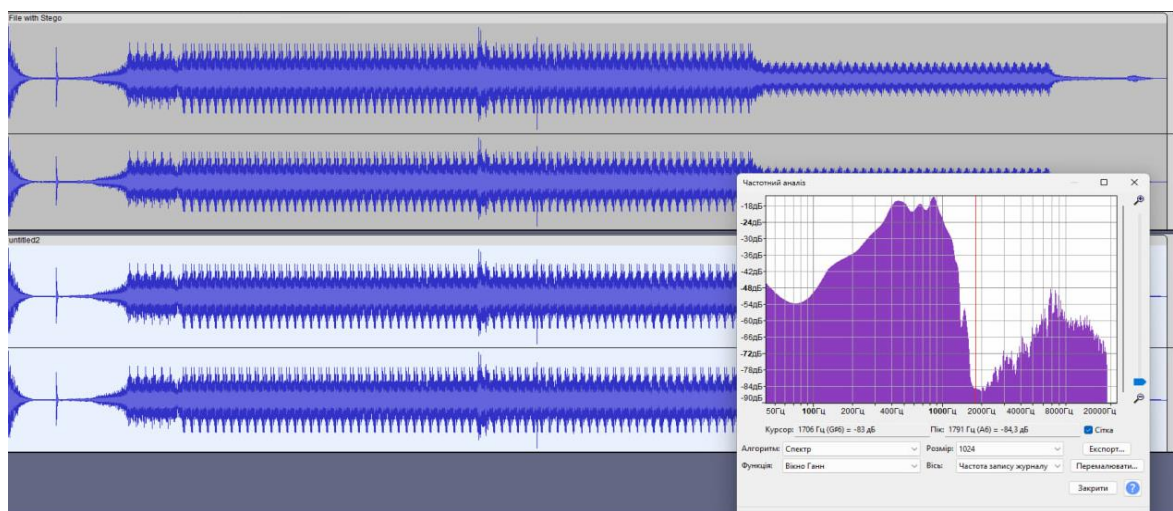 File with Stego
untitled2
Частотний аналіз
-18дБ
-24дБ
-30дБ
-36дБ
-42дБ
-48дБ
-54дБ
-60дБ
-66дБ
-72дБ
-78дБ
-84дБ
-90дБ
50Гц 100Гц 200Гц 400Гц 1000Гц 2000Гц 4000Гц 8000Гц 20000Гц
Курсор: 1706 Гц (G#6) = -83 дБ Пік: 1791 Гц (A6) = -84,3 дБ Сітка
Алгоритм: Спектр Розмір: 1024 Експорт...
Функція: Вікно Ганн Вісь: Частота запису журналу Перемалювати...
Закрити ?